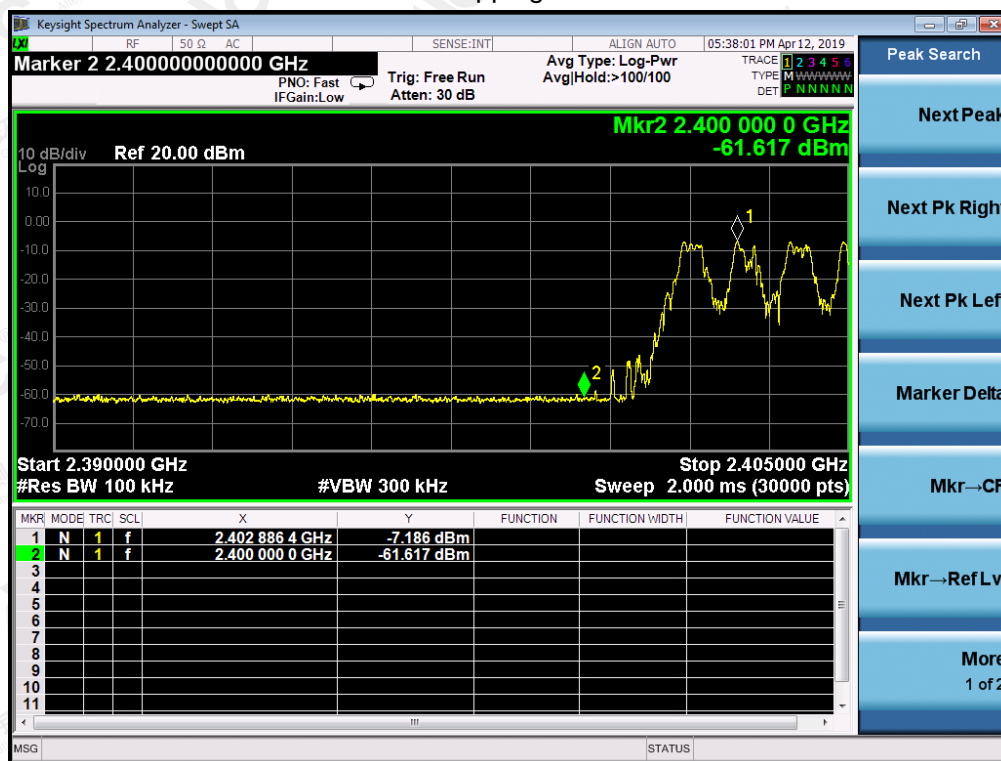 pping
Keysight Spectrum Analyzer - Swept SA
LXI RF 50 Ω AC SENSE:INT ALIGN AUTO 05:38:01 PM Apr 12, 2019
Marker 2 2.400000000000 GHz
PNO: Fast
IFGain:Low
Trig: Free Run
Atten: 30 dB
Avg Type: Log-Pwr
Avg|Hold:>100/100
TRACE 1 2 3 4 5 6
TYPE M WWWWW
DET P N N N N N
Mkr2 2.400 000 0 GHz
-61.617 dBm
10 dB/div Ref 20.00 dBm
Log
10.0
0.00
-10.0
-20.0
-30.0
-40.0
-50.0
-60.0
-70.0
1
2
Start 2.390000 GHz Stop 2.405000 GHz
#Res BW 100 kHz #VBW 300 kHz Sweep 2.000 ms (30000 pts)
MKR MODE TRC SCL X Y FUNCTION FUNCTION WIDTH FUNCTION VALUE
1 N 1 f 2.402 886 4 GHz -7.186 dBm
2 N 1 f 2.400 000 0 GHz -61.617 dBm
3
4
5
6
7
8
9
10
11
MSG STATUS
Peak Search
Next Peak
Next Pk Right
Next Pk Left
Marker Delta
Mkr→CF
Mkr→Ref Lv
More
1 of 2